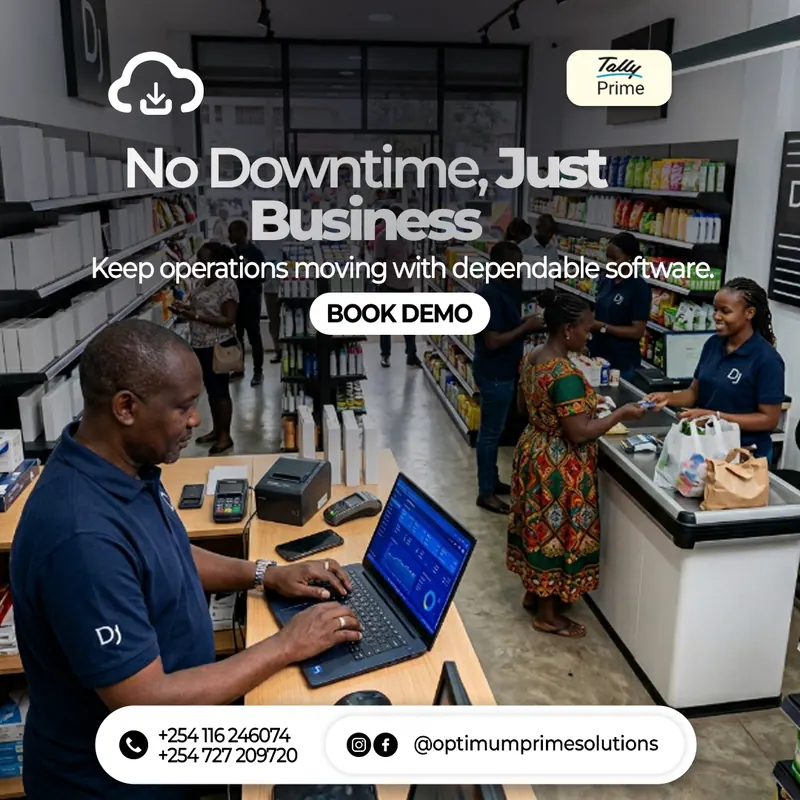 DJ
Tally
Prime
No Downtime, Just
Business
Keep operations moving with dependable software.
BOOK DEMO
DJ
DJ
DJ
+254 116 246074
+254 727 209720
@optimumprimesolutions